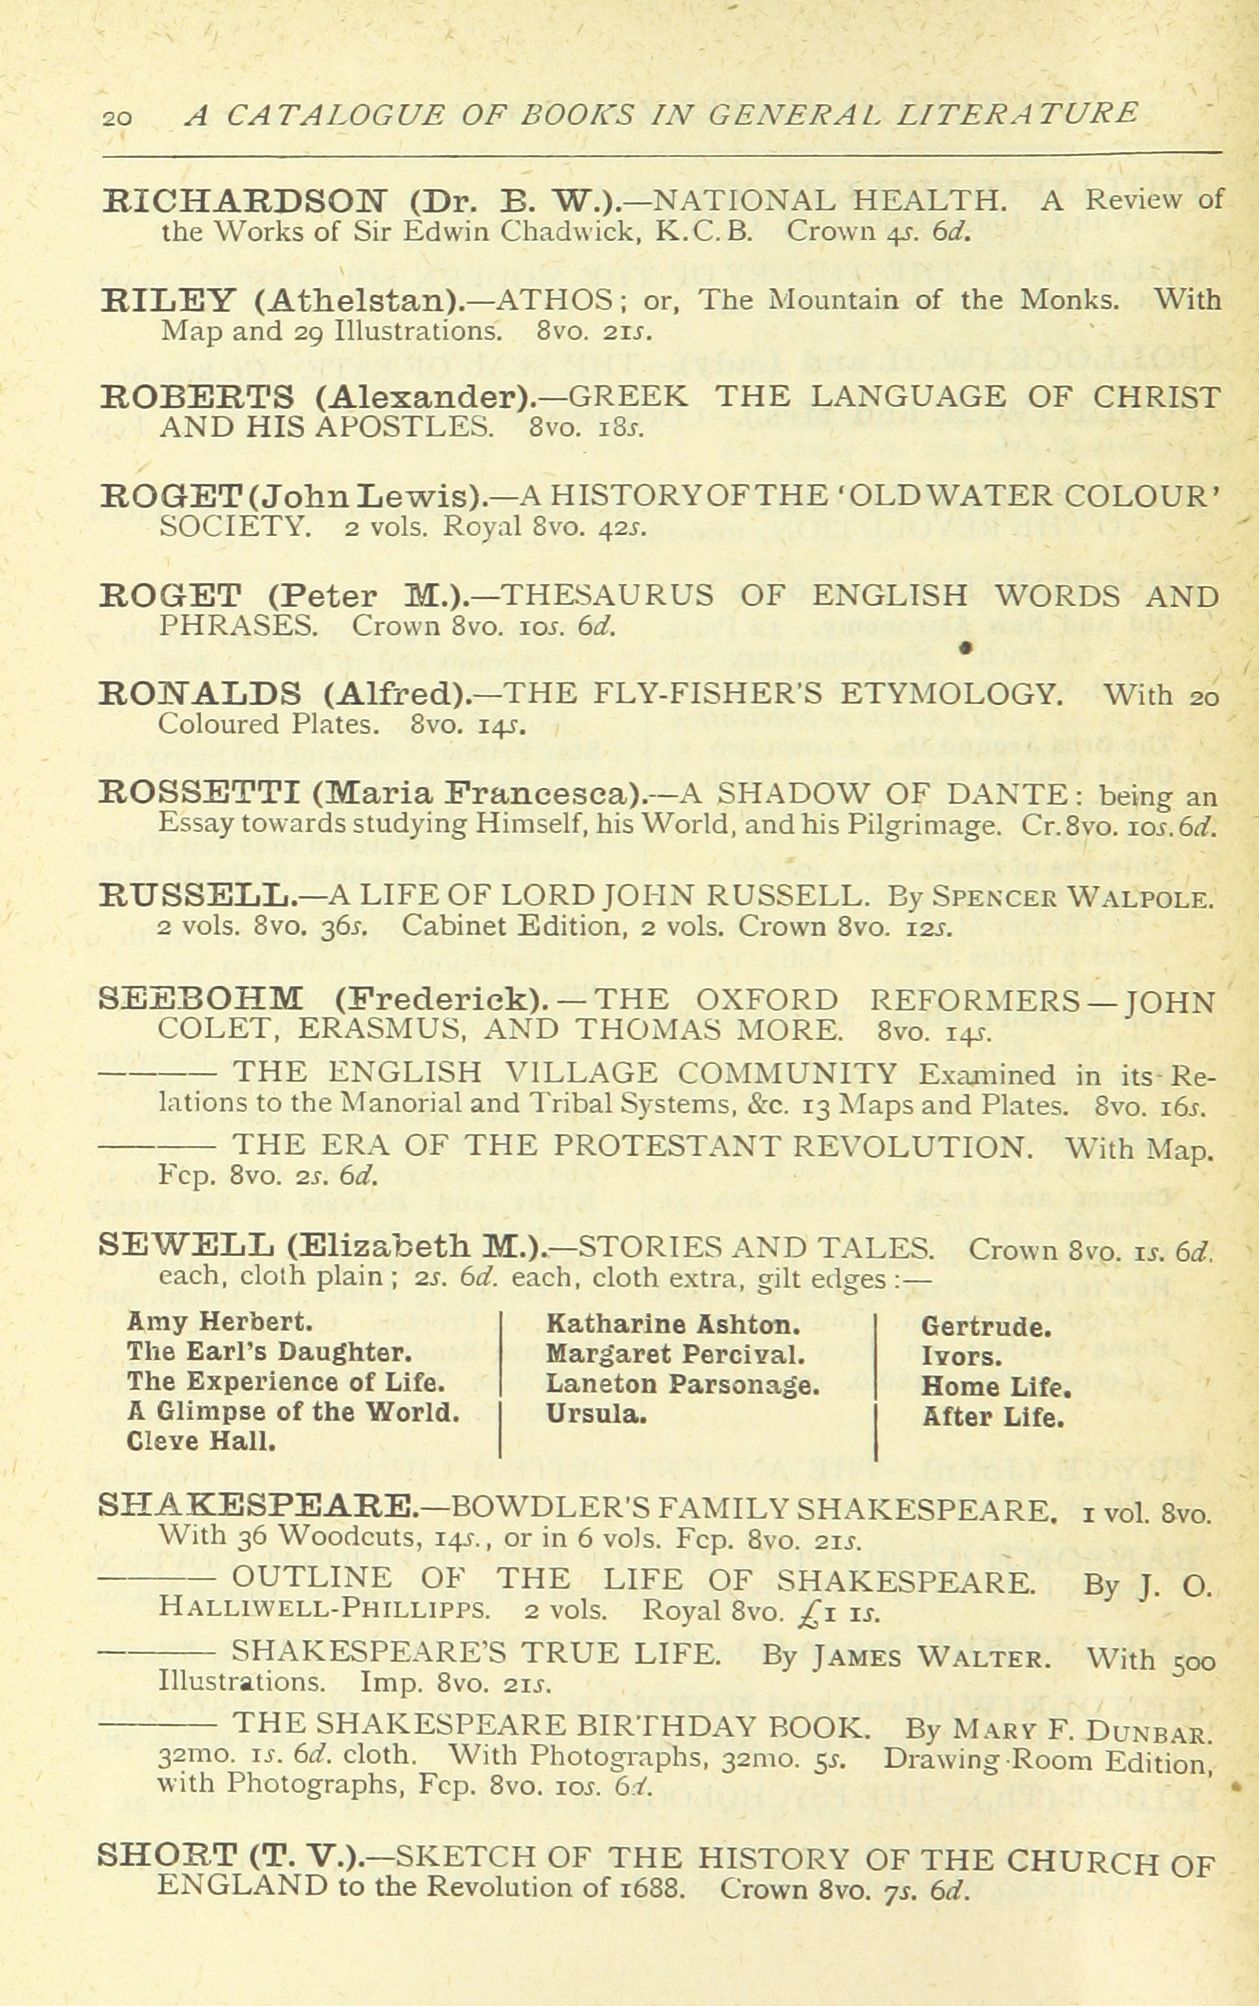 20 A CATALOGUE OF BOOKS IN GENERAL LITERATURE
RICHARDSON (Dr. B. W.).—NATIONAL HEALTH. A Review of
the Works of Sir Edwin Chadwick, K.C.B. Crown 4s. 6d.
RILEY (Athelstan).—ATHOS; or, The Mountain of the Monks. With
Map and 29 Illustrations. 8vo. 21s.
ROBERTS (Alexander).—GREEK THE LANGUAGE OF CHRIST
AND HIS APOSTLES. 8vo. 18s.
ROGET (John Lewis).—A HISTORY OF THE ‘OLD WATER COLOUR’
SOCIETY. 2 vols. Royal 8vo. 42s.
ROGET (Peter M.).—THESAURUS OF ENGLISH WORDS AND
PHRASES. Crown 8vo. 10s. 6d.
RONALDS (Alfred).—THE FLY-FISHER'S ETYMOLOGY. With 20
Coloured Plates. 8vo. 14s.
ROSSETTI (Maria Francesca).—A SHADOW OF DANTE: being an
Essay towards studying Himself, his World, and his Pilgrimage. Cr. 8vo. 10s. 6d.
RUSSELL.—A LIFE OF LORD JOHN RUSSELL. By SPENCER WALPOLE.
2 vols. 8vo. 36s. Cabinet Edition, 2 vols. Crown 8vo. 12s.
SEEBOHM (Frederick).—THE OXFORD REFORMERS—JOHN
COLET, ERASMUS, AND THOMAS MORE. 8vo. 14s.
———— THE ENGLISH VILLAGE COMMUNITY Examined in its Re-
lations to the Manorial and Tribal Systems, &c. 13 Maps and Plates. 8vo. 16s.
———— THE ERA OF THE PROTESTANT REVOLUTION. With Map.
Fcp. 8vo. 2s. 6d.
SEWELL (Elizabeth M.).—STORIES AND TALES. Crown 8vo. 1s. 6d.
each, cloth plain; 2s. 6d. each, cloth extra, gilt edges:—
Amy Herbert.
The Earl's Daughter.
The Experience of Life.
A Glimpse of the World.
Cleve Hall.
Katharine Ashton.
Margaret Percival.
Laneton Parsonage.
Ursula.
Gertrude.
Ivors.
Home Life.
After Life.
SHAKESPEARE.—BOWDLER'S FAMILY SHAKESPEARE. 1 vol. 8vo.
With 36 Woodcuts, 14s., or in 6 vols. Fcp. 8vo. 21s.
———— OUTLINE OF THE LIFE OF SHAKESPEARE. By J. O.
HALLIWELL-PHILLIPPS. 2 vols. Royal 8vo. £1 1s.
———— SHAKESPEARE'S TRUE LIFE. By JAMES WALTER. With 500
Illustrations. Imp. 8vo. 21s.
———— THE SHAKESPEARE BIRTHDAY BOOK. By MARY F. DUNBAR.
32mo. 1s. 6d. cloth. With Photographs, 32mo. 5s. Drawing-Room Edition,
with Photographs, Fcp. 8vo. 10s. 6d.
SHORT (T. V.).—SKETCH OF THE HISTORY OF THE CHURCH OF
ENGLAND to the Revolution of 1688. Crown 8vo. 7s. 6d.